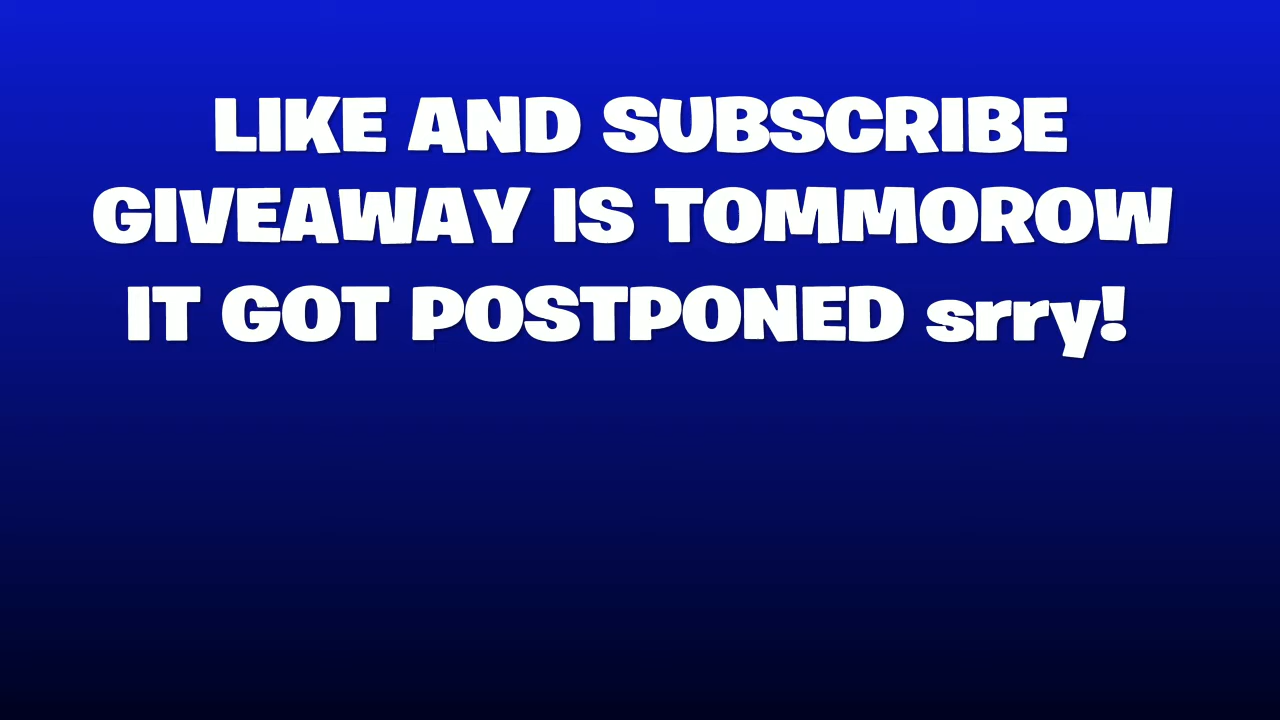 LIKE AND SUBSCRIBE
GIVEAWAY IS TOMMOROW
IT GOT POSTPONED srry!